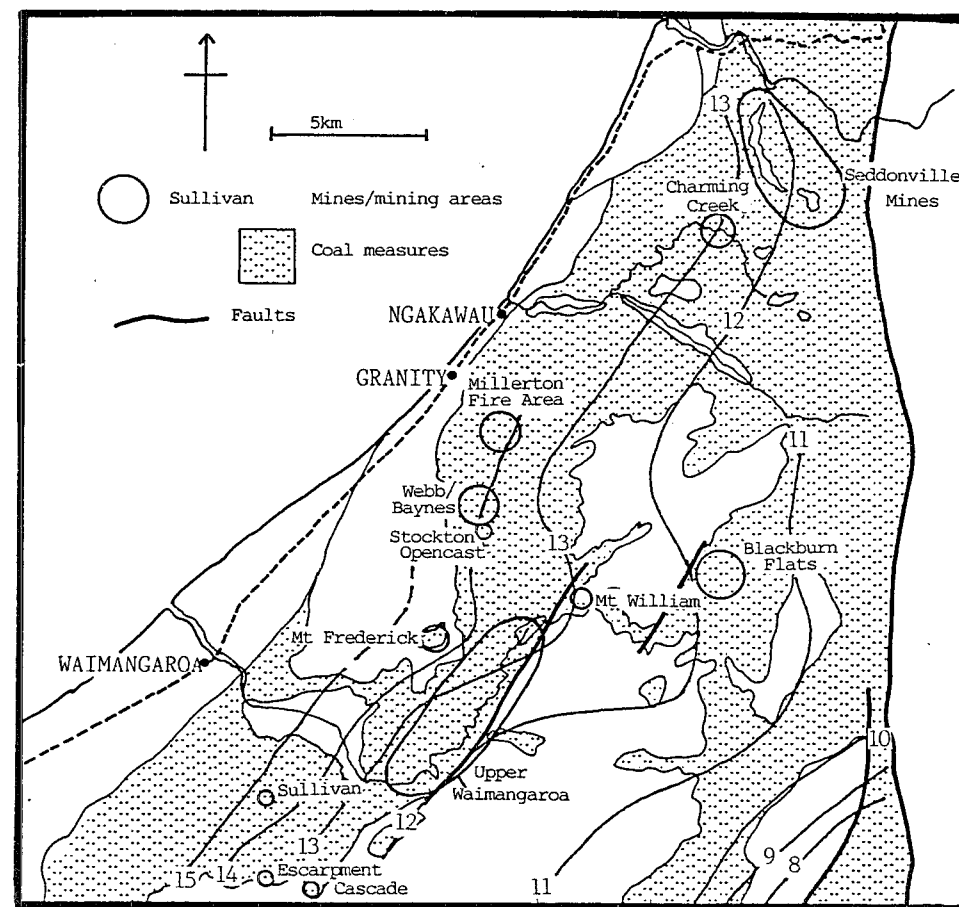 5km
Sullivan Mines/mining areas
Coal measures
Faults
13
Seddonville
Mines
Charming
Creek
NGAKAWAU
12
GRANITY
Millerton
Fire Area
11
Webb/
Baynes
Stockton
Opencast
13
Blackburn
Flats
Mt William
Mt Frederick
WAIMANGAROA
10
Upper
Waimangaroa
Sullivan
12
13
9
8
15
14
Escarpment
Cascade
11